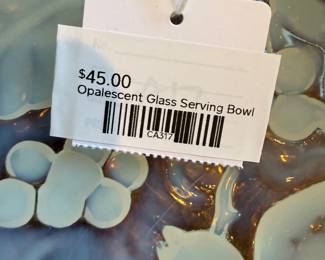 $45.00
Opalescent Glass Serving Bowl
CA317